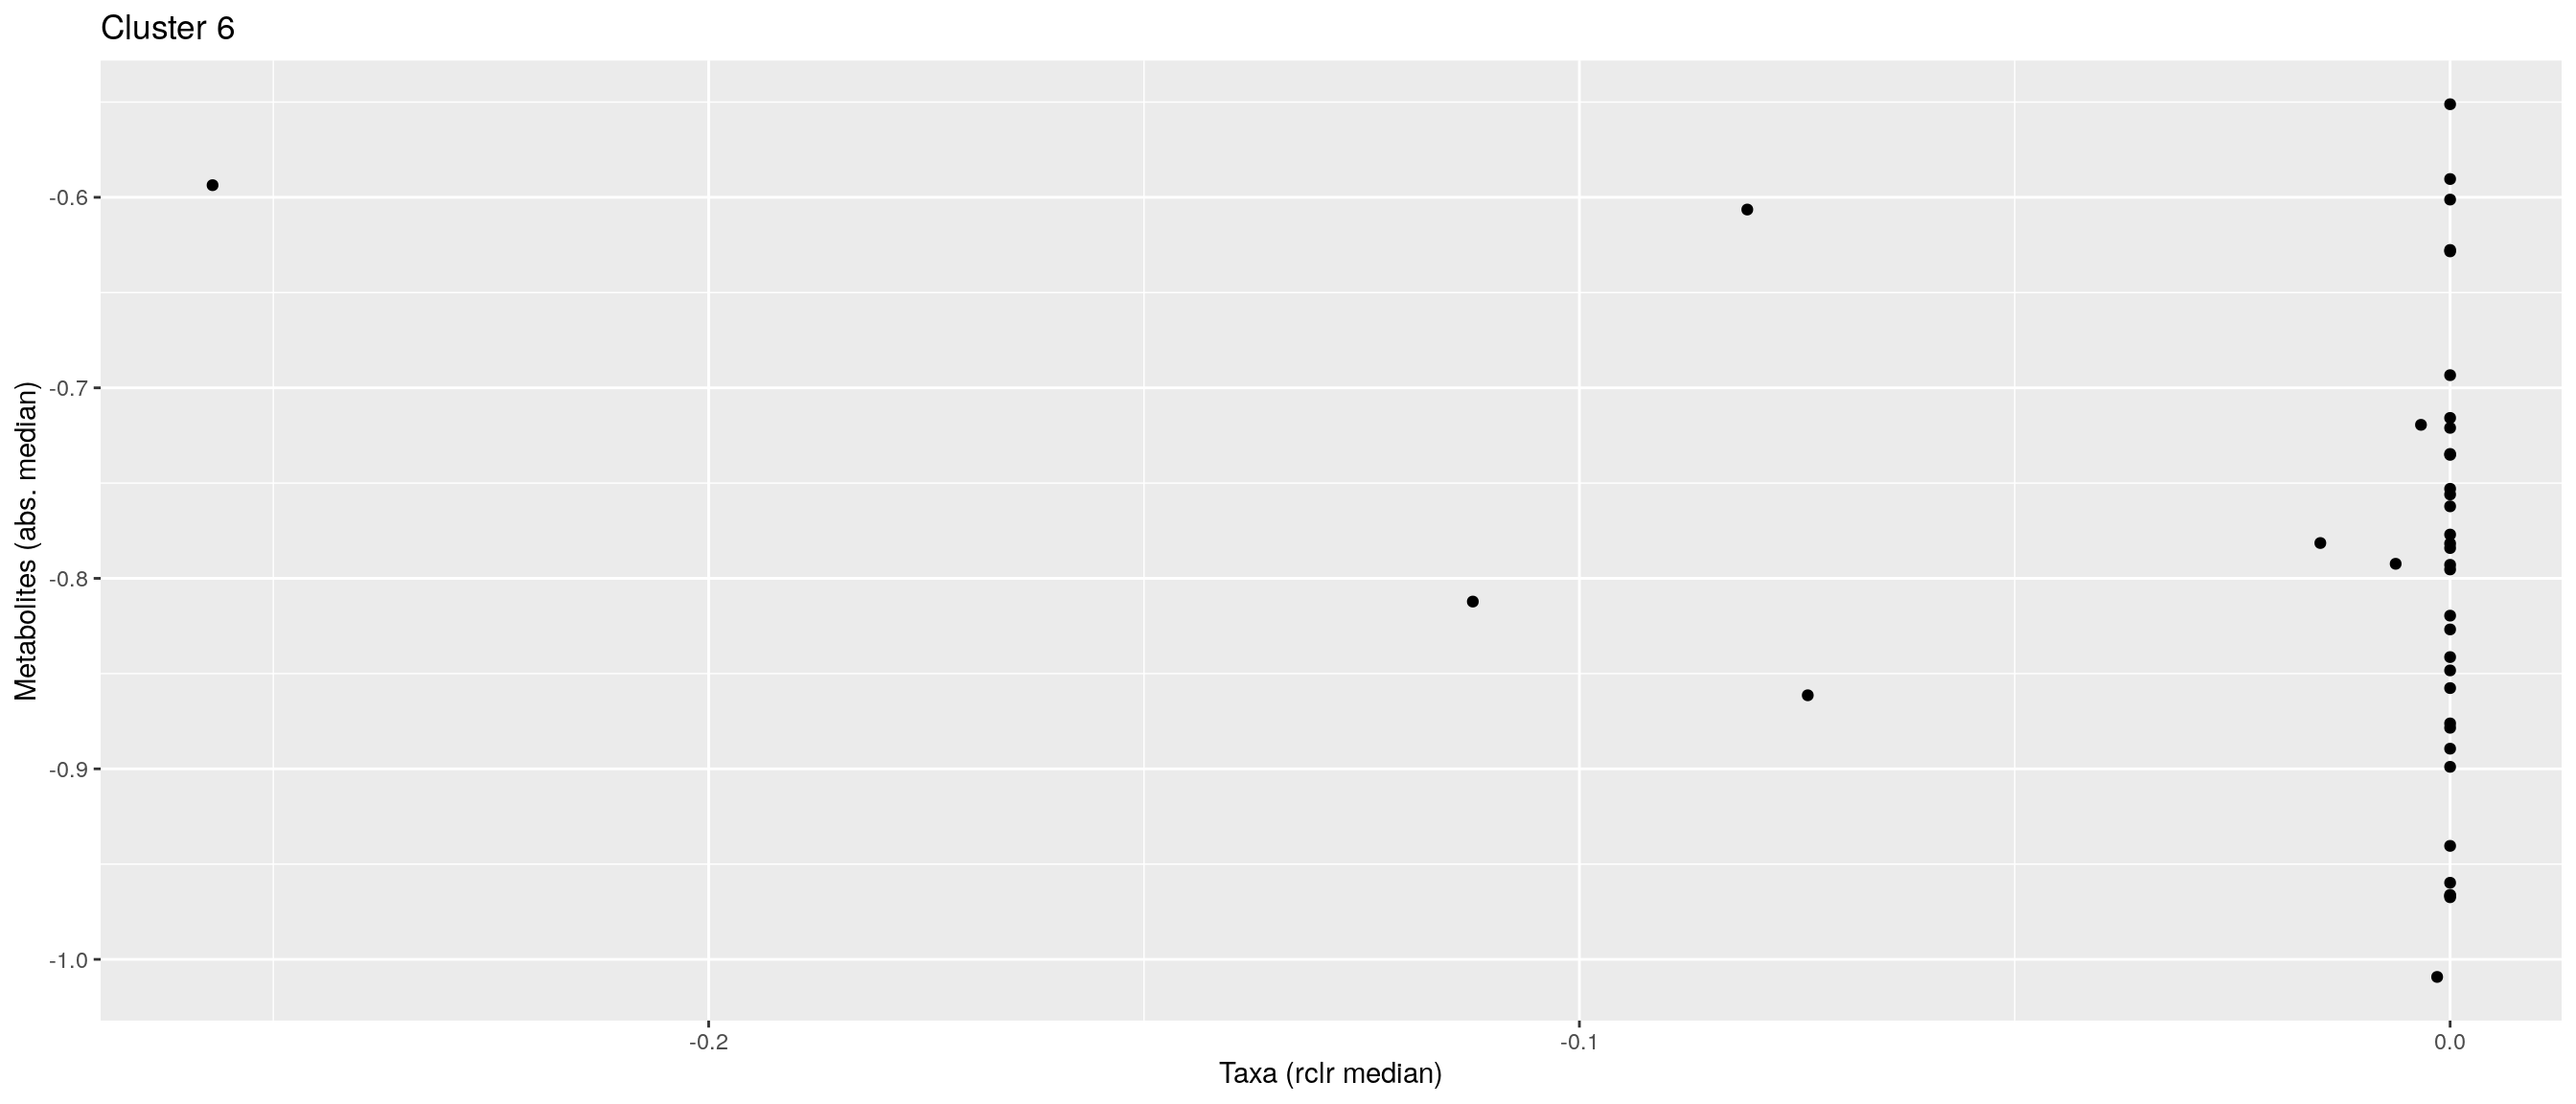 Cluster 6
Metabolites (abs. median)
-0.6
-0.7
-0.8
-0.9
-1.0
-0.2
-0.1
0.0
Taxa (rclr median)